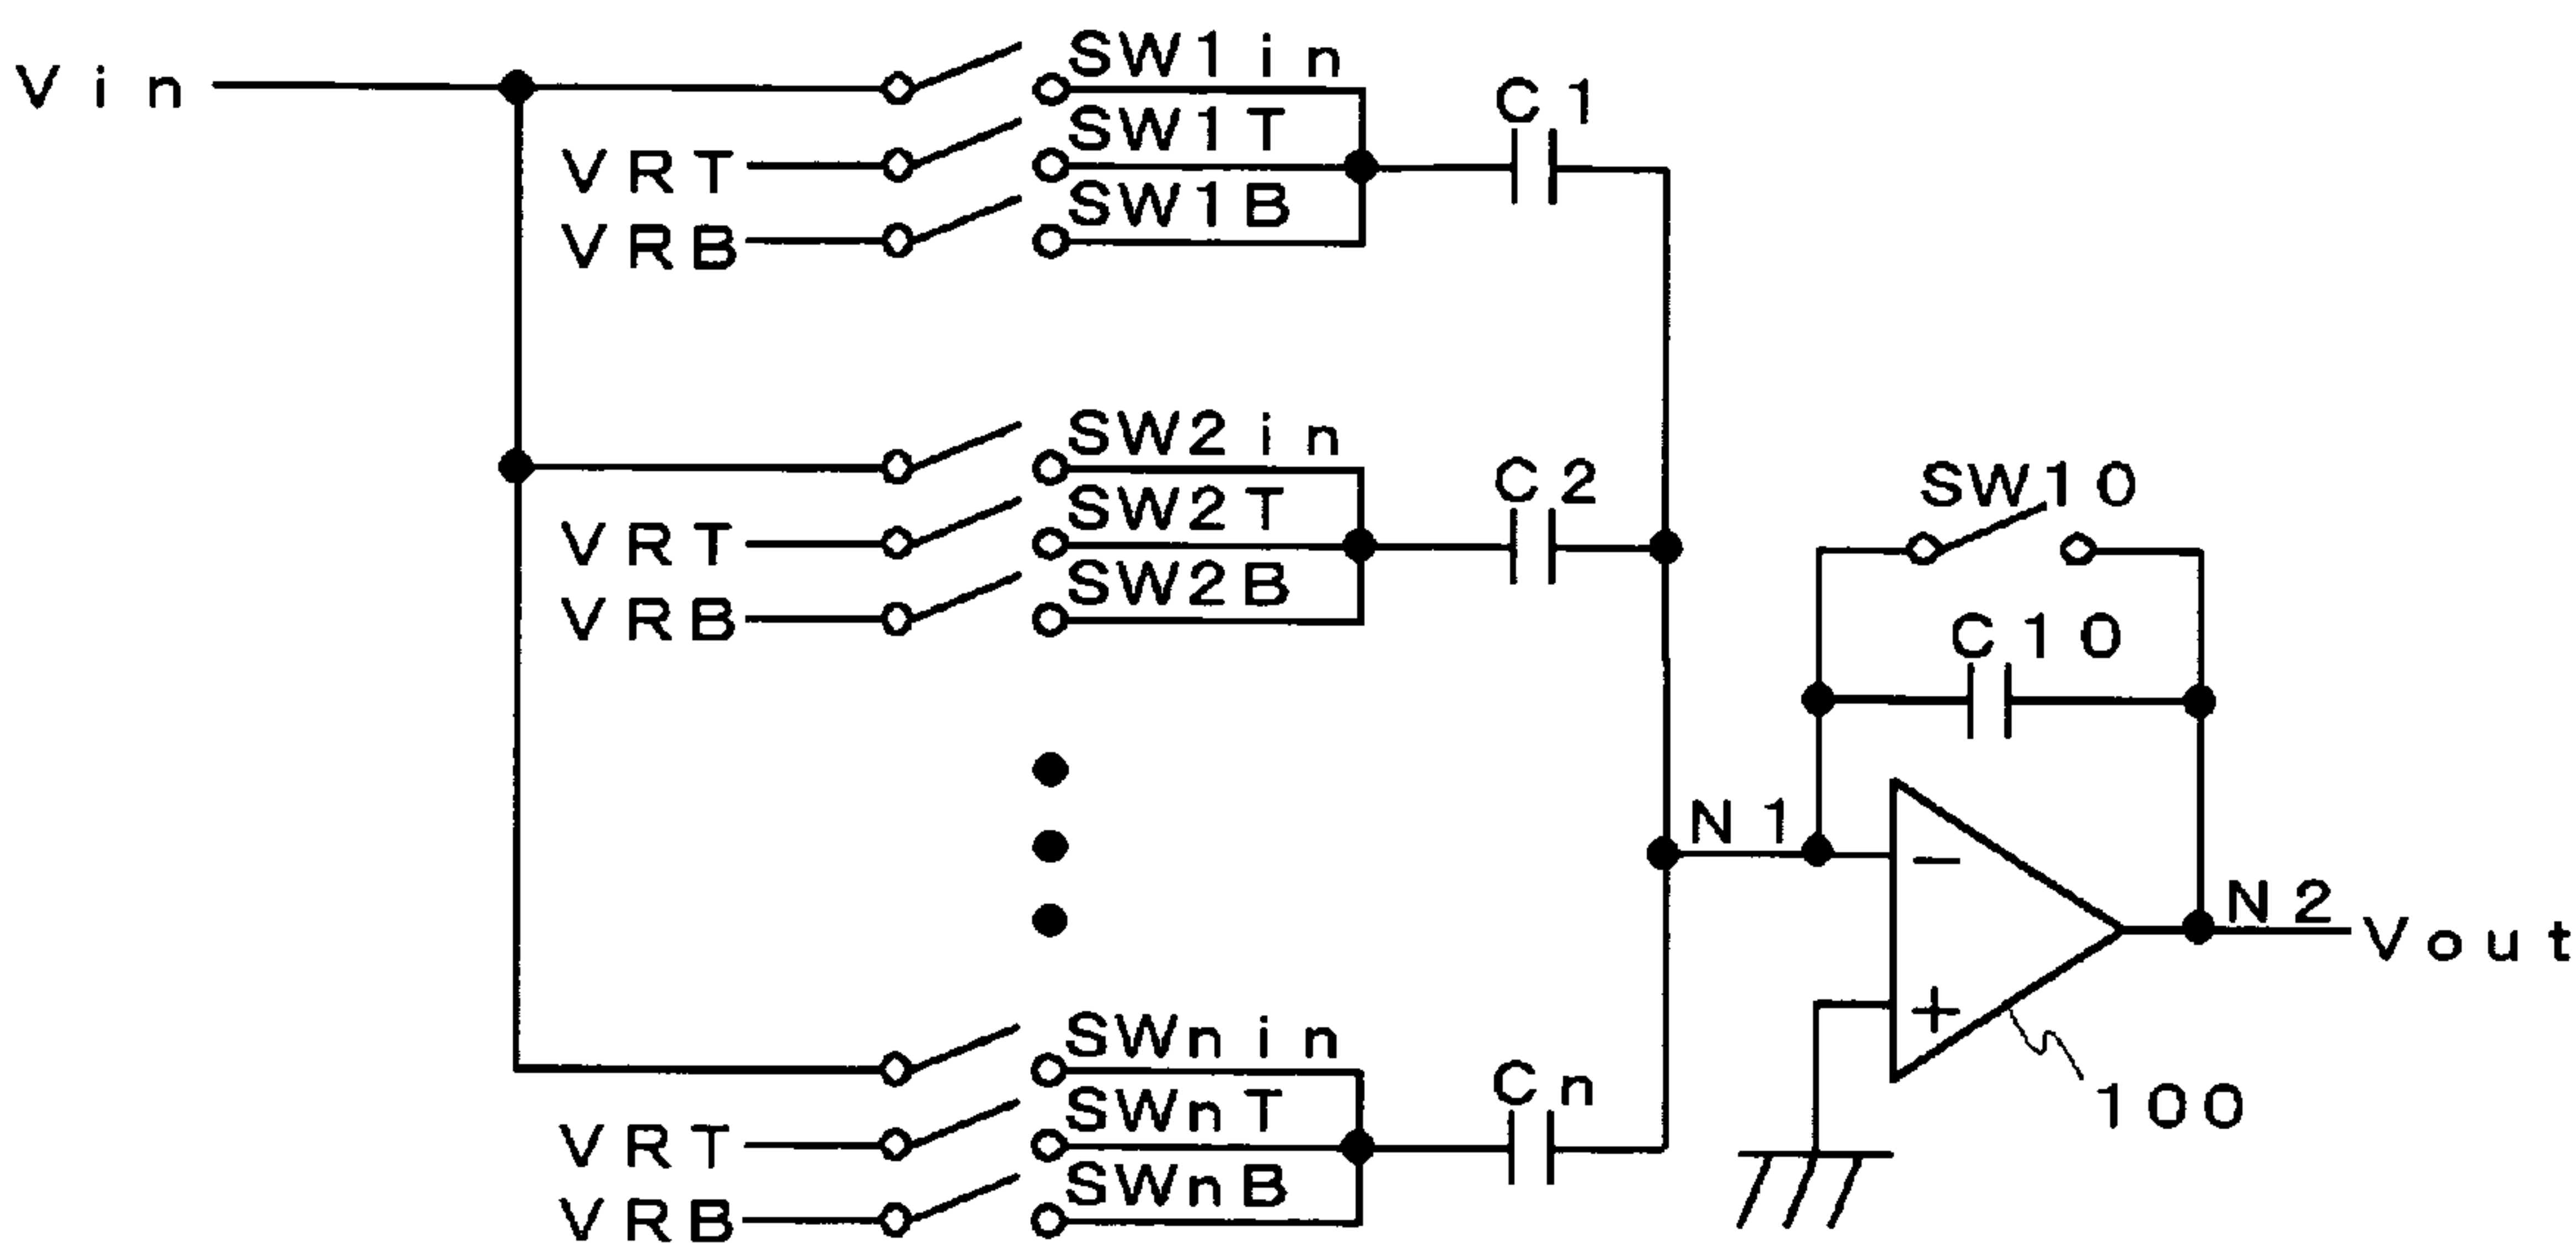 Vin
SW1in
VRT
SW1T
VRB
SW1B
C1
SW2in
VRT
SW2T
VRB
SW2B
C2
SW10
C10
N1
−
+
N2
Vout
100
SWnin
VRT
SWnT
VRB
SWnB
Cn